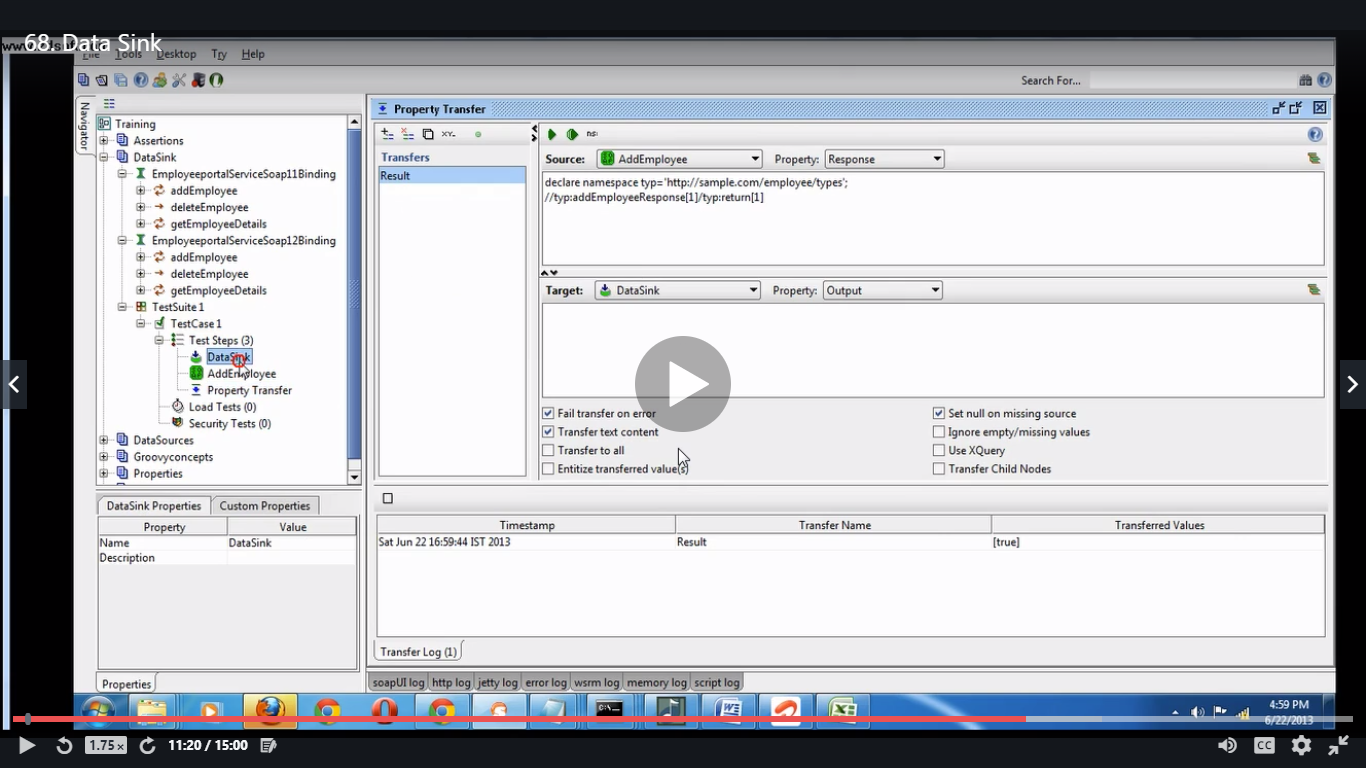 68. Data Sink
File Tools Desktop Try Help
Search For...
Navigator
Training
Assertions
DataSink
EmployeeportalServiceSoap11Binding
addEmployee
deleteEmployee
getEmployeeDetails
EmployeeportalServiceSoap12Binding
addEmployee
deleteEmployee
getEmployeeDetails
TestSuite 1
TestCase 1
Test Steps (3)
DataSink
AddEmployee
Property Transfer
Load Tests (0)
Security Tests (0)
DataSources
Groovyconcepts
Properties
DataSink Properties Custom Properties
Property Value
Name DataSink
Description
Properties
Property Transfer
Transfers
Result
Source: AddEmployee Property: Response
declare namespace typ='http://sample.com/employee/types';
//typ:addEmployeeResponse[1]/typ:return[1]
Target: DataSink Property: Output
Fail transfer on error Set null on missing source
Transfer text content Ignore empty/missing values
Transfer to all Use XQuery
Entitize transferred value(s) Transfer Child Nodes
Timestamp Transfer Name Transferred Values
Sat Jun 22 16:59:44 IST 2013 Result [true]
Transfer Log (1)
soapUI log http log jetty log error log wsrm log memory log script log
4:59 PM
6/22/2013
1.75 x 11:20 / 15:00 CC